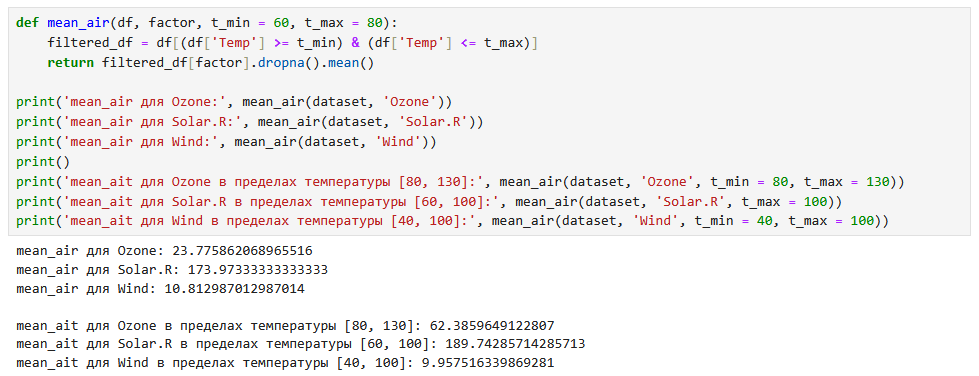 def mean_air(df, factor, t_min = 60, t_max = 80):
    filtered_df = df[(df['Temp'] >= t_min) & (df['Temp'] <= t_max)]
    return filtered_df[factor].dropna().mean()

print('mean_air для Ozone:', mean_air(dataset, 'Ozone'))
print('mean_air для Solar.R:', mean_air(dataset, 'Solar.R'))
print('mean_air для Wind:', mean_air(dataset, 'Wind'))
print()
print('mean_ait для Ozone в пределах температуры [80, 130]:', mean_air(dataset, 'Ozone', t_min = 80, t_max = 130))
print('mean_ait для Solar.R в пределах температуры [60, 100]:', mean_air(dataset, 'Solar.R', t_max = 100))
print('mean_ait для Wind в пределах температуры [40, 100]:', mean_air(dataset, 'Wind', t_min = 40, t_max = 100))
mean_air для Ozone: 23.775862068965516
mean_air для Solar.R: 173.97333333333333
mean_air для Wind: 10.812987012987014

mean_ait для Ozone в пределах температуры [80, 130]: 62.3859649122807
mean_ait для Solar.R в пределах температуры [60, 100]: 189.74285714285713
mean_ait для Wind в пределах температуры [40, 100]: 9.957516339869281